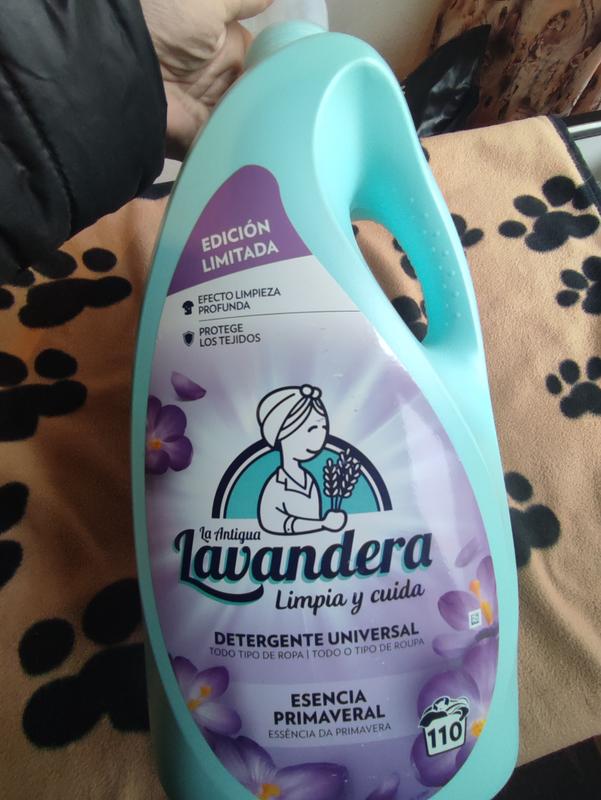 EDICIÓN
LIMITADA
EFECTO LIMPIEZA
PROFUNDA
PROTEGE
LOS TEJIDOS
La Antigua
Lavandera
Limpia y cuida
DETERGENTE UNIVERSAL
TODO TIPO DE ROPA | TODO O TIPO DE ROUPA
ESENCIA
PRIMAVERAL
ESSÊNCIA DA PRIMAVERA
110